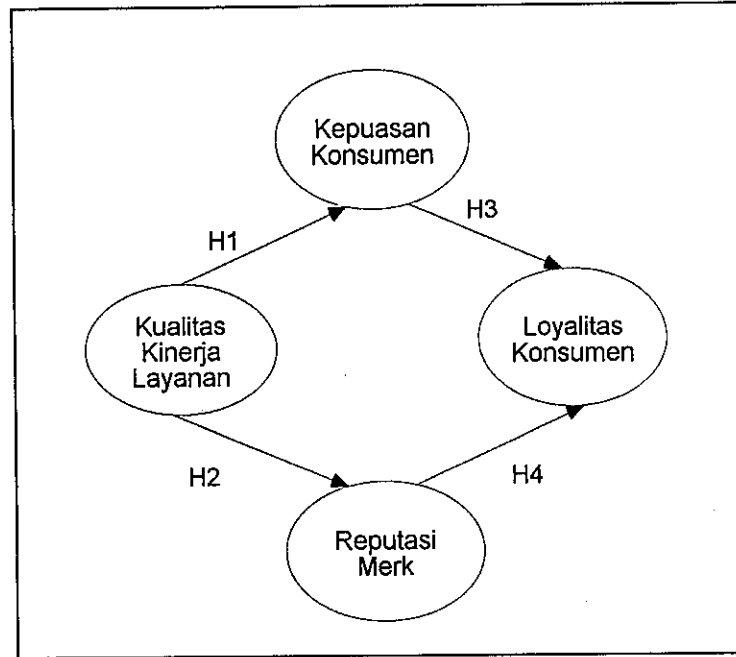 Kepuasan
Konsumen
H1
H3
Kualitas
Kinerja
Layanan
Loyalitas
Konsumen
H2
H4
Reputasi
Merk